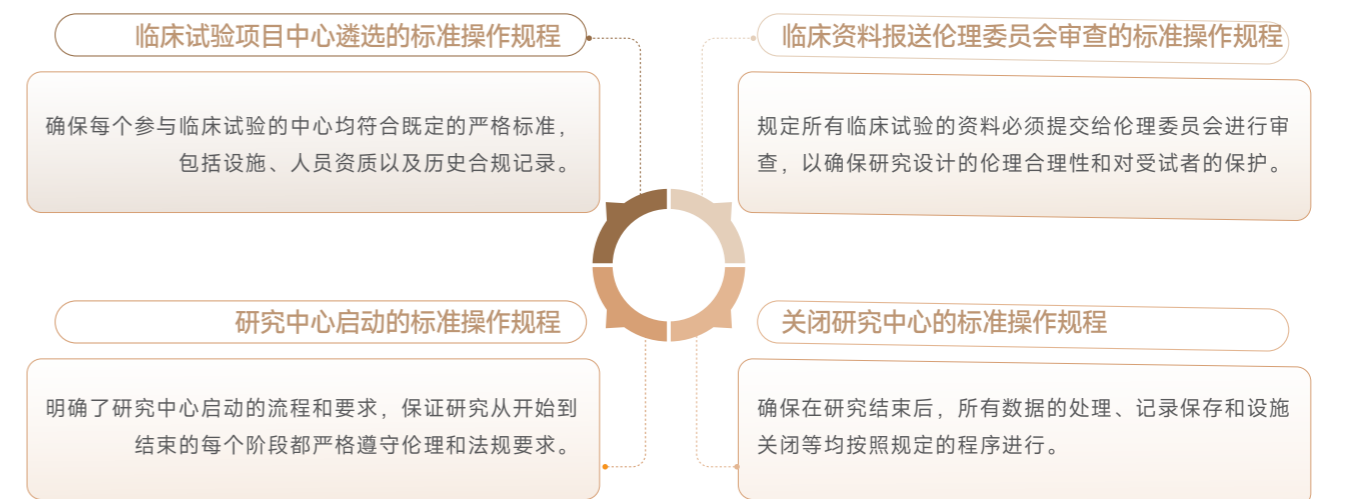 临床试验项目中心遴选的标准操作规程
确保每个参与临床试验的中心均符合既定的严格标准，
包括设施、人员资质以及历史合规记录。
临床资料报送伦理委员会审查的标准操作规程
规定所有临床试验的资料必须提交给伦理委员会进行审
查，以确保研究设计的伦理合理性和对受试者的保护。
研究中心启动的标准操作规程
明确了研究中心启动的流程和要求，保证研究从开始到
结束的每个阶段都严格遵守伦理和法规要求。
关闭研究中心的标准操作规程
确保在研究结束后，所有数据的处理、记录保存和设施
关闭等均按照规定的程序进行。